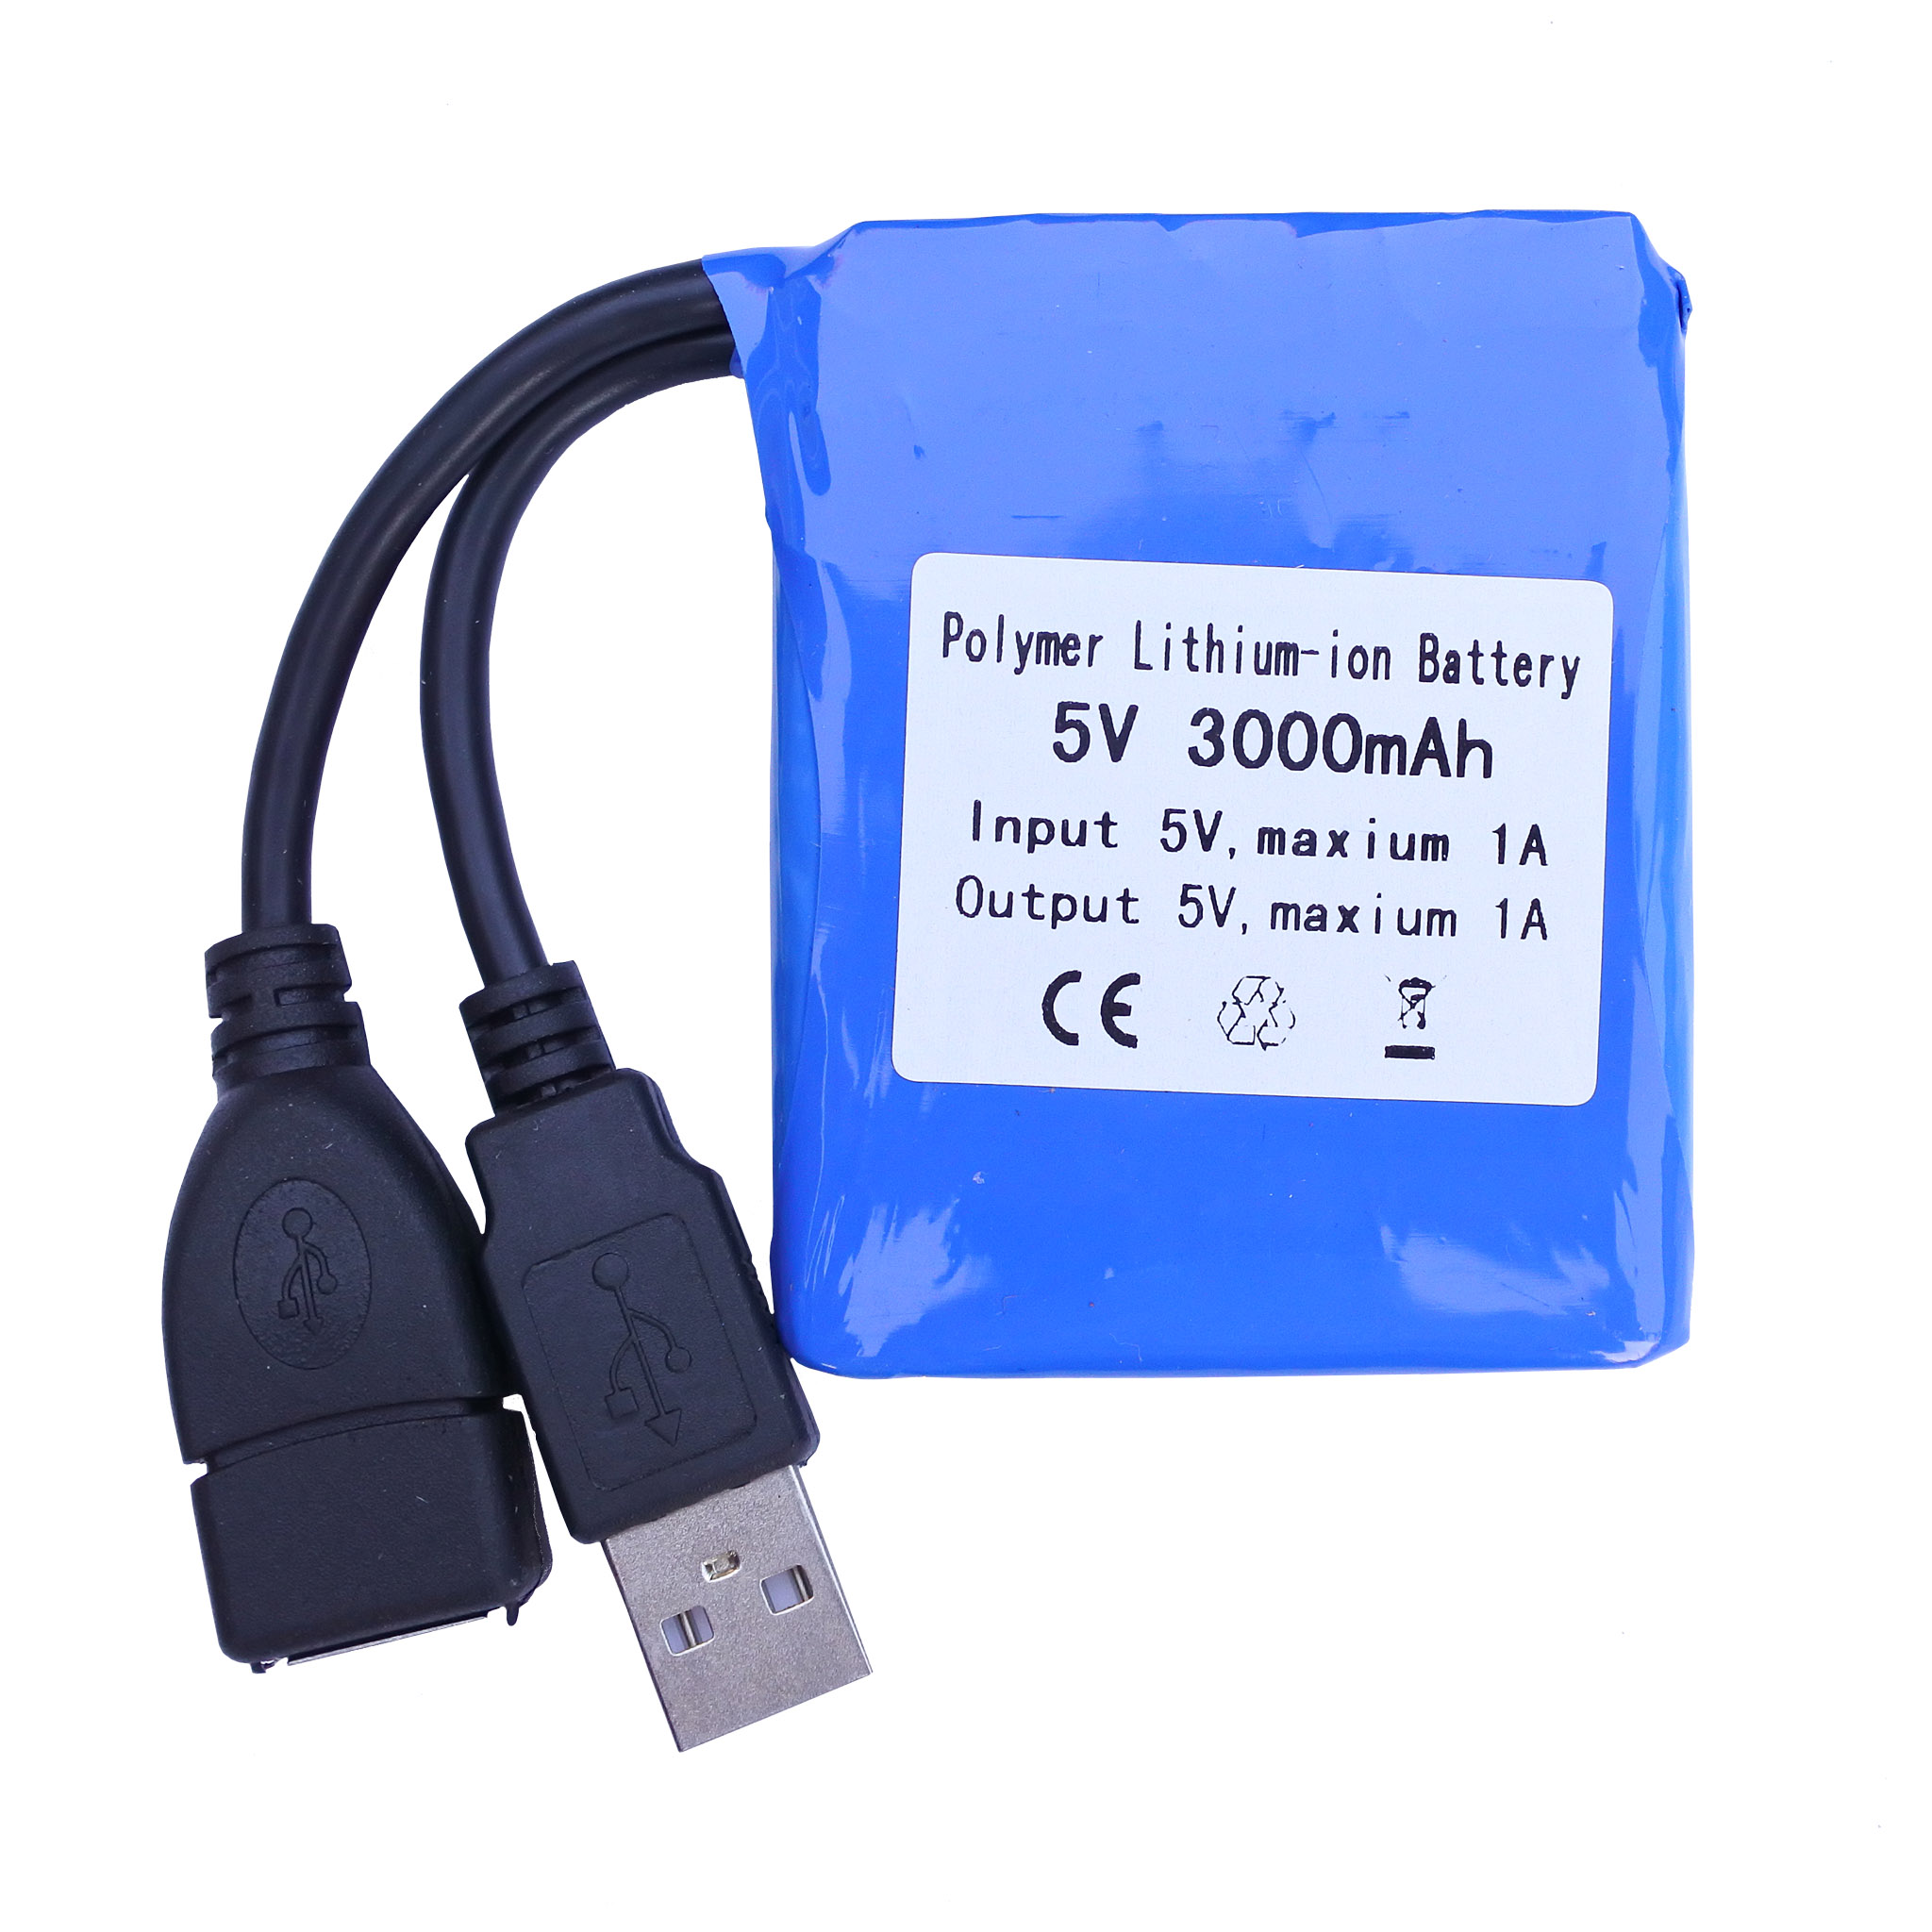 Polymer Lithium-ion Battery
5V 3000mAh
Input 5V, maxium 1A
Output 5V, maxium 1A
CE